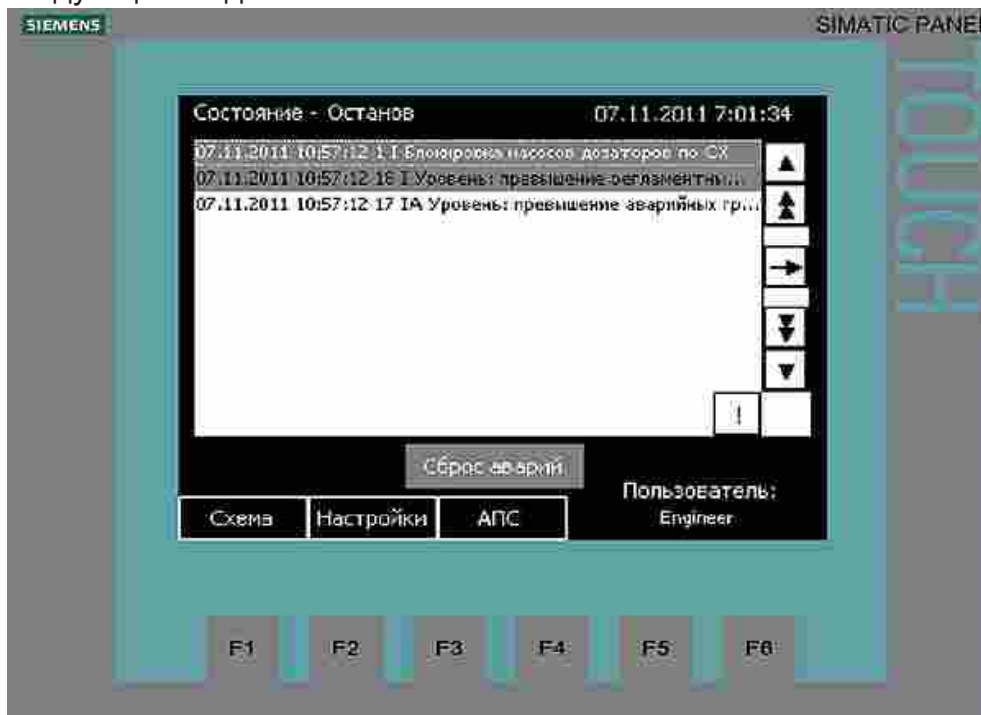 SIEMENS
SIMATIC PANEL
TOUCH
Состояние - Останов 07.11.2011 7:01:34
07.11.2011 10:57:12 1 I Блокировка насосов дозаторов по СХ
07.11.2011 10:57:12 16 I Уровень: превышение регламентны...
07.11.2011 10:57:12 17 IA Уровень: превышение аварийных гр...
!
Сброс аварий
Пользователь:
Схема Настройки АПС Engineer
F1 F2 F3 F4 F5 F6